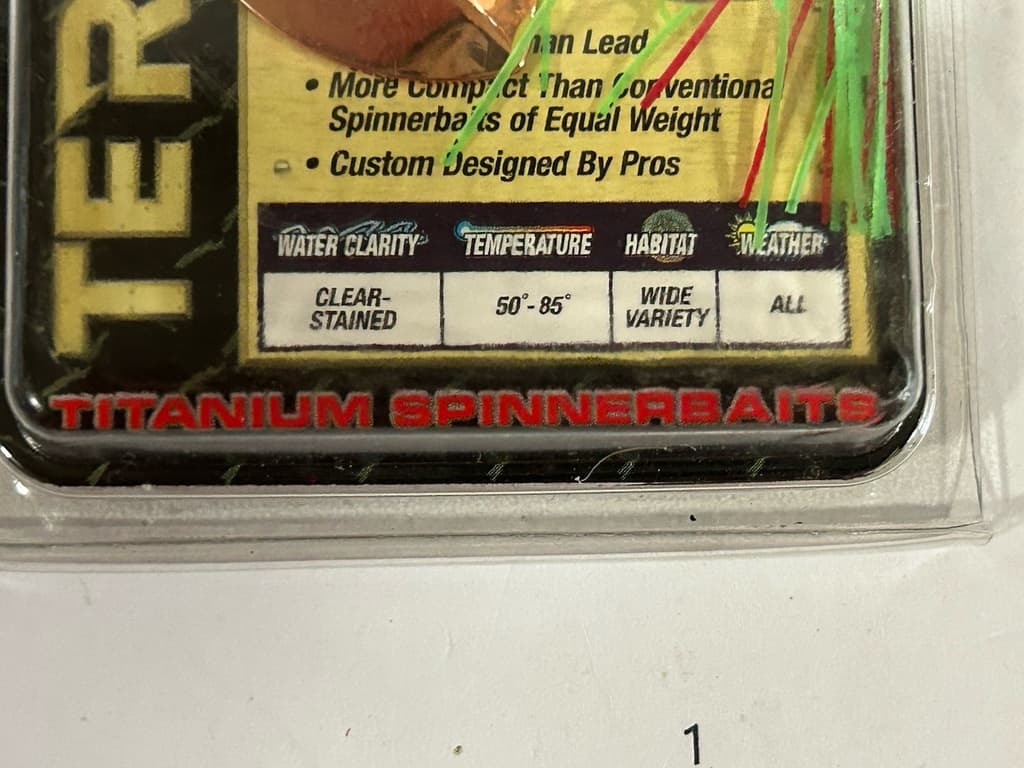 TER
Lead
• More Compact Than Conventiona
Spinnerbaits of Equal Weight
• Custom Designed By Pros
WATER CLARITY TEMPERATURE HABITAT WEATHER
CLEAR-
STAINED
50°-85°
WIDE
VARIETY
ALL
TITANIUM SPINNERBAITS
1